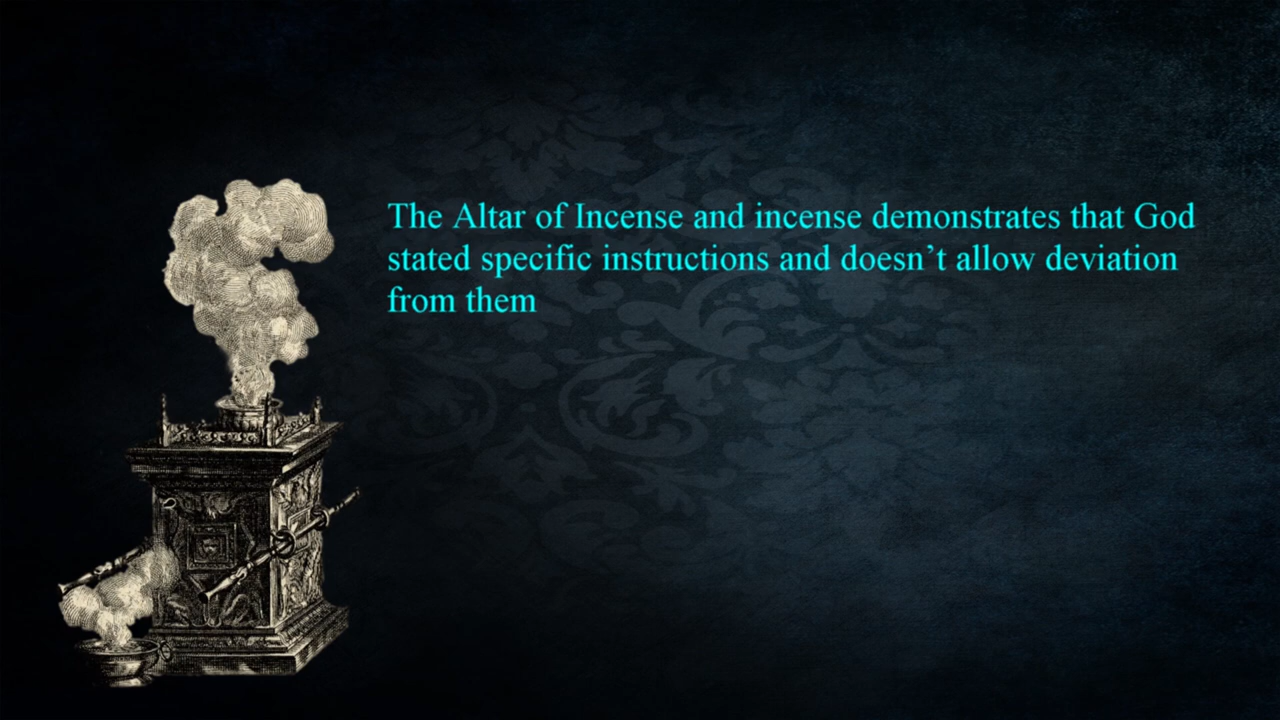 The Altar of Incense and incense demonstrates that God
stated specific instructions and doesn’t allow deviation
from them